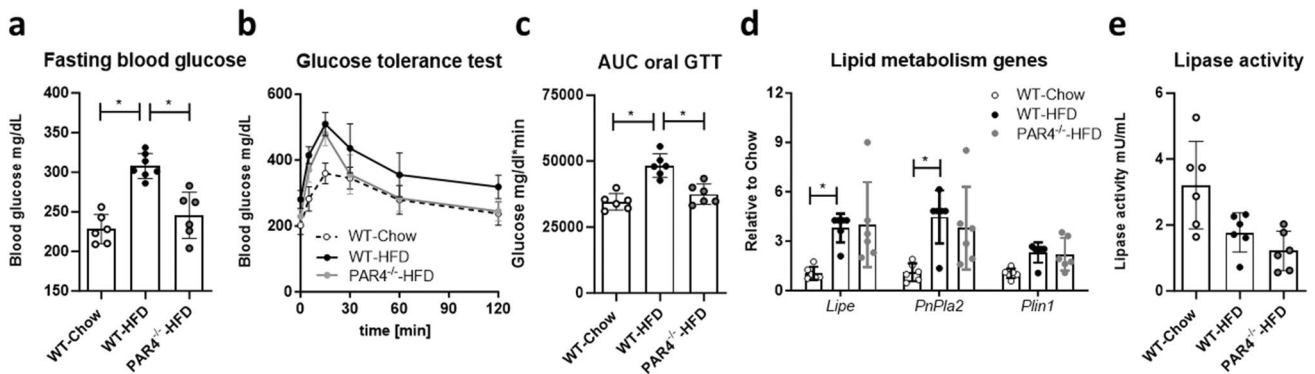 a
Fasting blood glucose
Blood glucose mg/dL
400
350
300
250
200
150
*
*
WT-Chow
WT-HFD
PAR4-/--HFD
b
Glucose tolerance test
Blood glucose mg/dL
600
400
200
0
WT-Chow
WT-HFD
PAR4-/--HFD
0
30
60
90
120
time [min]
c
AUC oral GTT
Glucose mg/dl*min
75000
50000
25000
0
*
*
WT-Chow
WT-HFD
PAR4-/--HFD
d
Lipid metabolism genes
Relative to Chow
12
9
6
3
0
WT-Chow
WT-HFD
PAR4-/--HFD
*
*
Lipe
PnPla2
Plin1
e
Lipase activity
Lipase activity mU/mL
6
4
2
0
WT-Chow
WT-HFD
PAR4-/--HFD